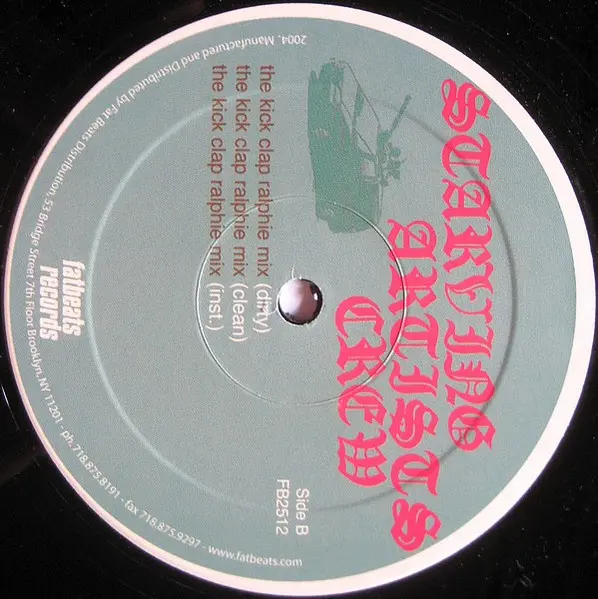 STARVING
ARTISTS
CREW
the kick clap ralphie mix (dirty)
the kick clap ralphie mix (clean)
the kick clap ralphie mix (inst.)
Side B
FB2512
fatbeats
records
2004. Manufactured and Distributed by Fat Beats Distribution, 53 Bridge Street 7th Floor Brooklyn, NY 11201 - ph.718.875.8191 - fax 718.875.9297 - www.fatbeats.com